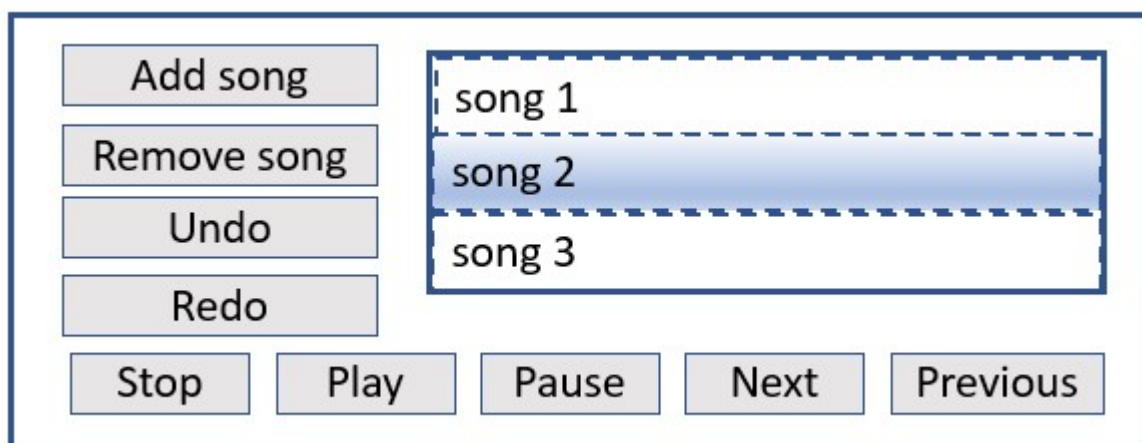 Add song
Remove song
Undo
Redo
song 1
song 2
song 3
Stop Play Pause Next Previous